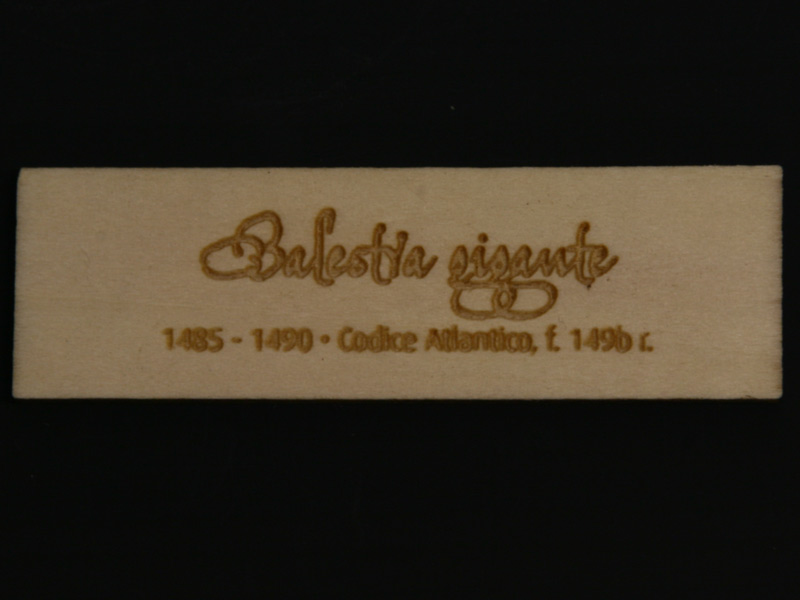 Balestra gigante
1485 - 1490 • Codice Atlantico, f. 149b r.